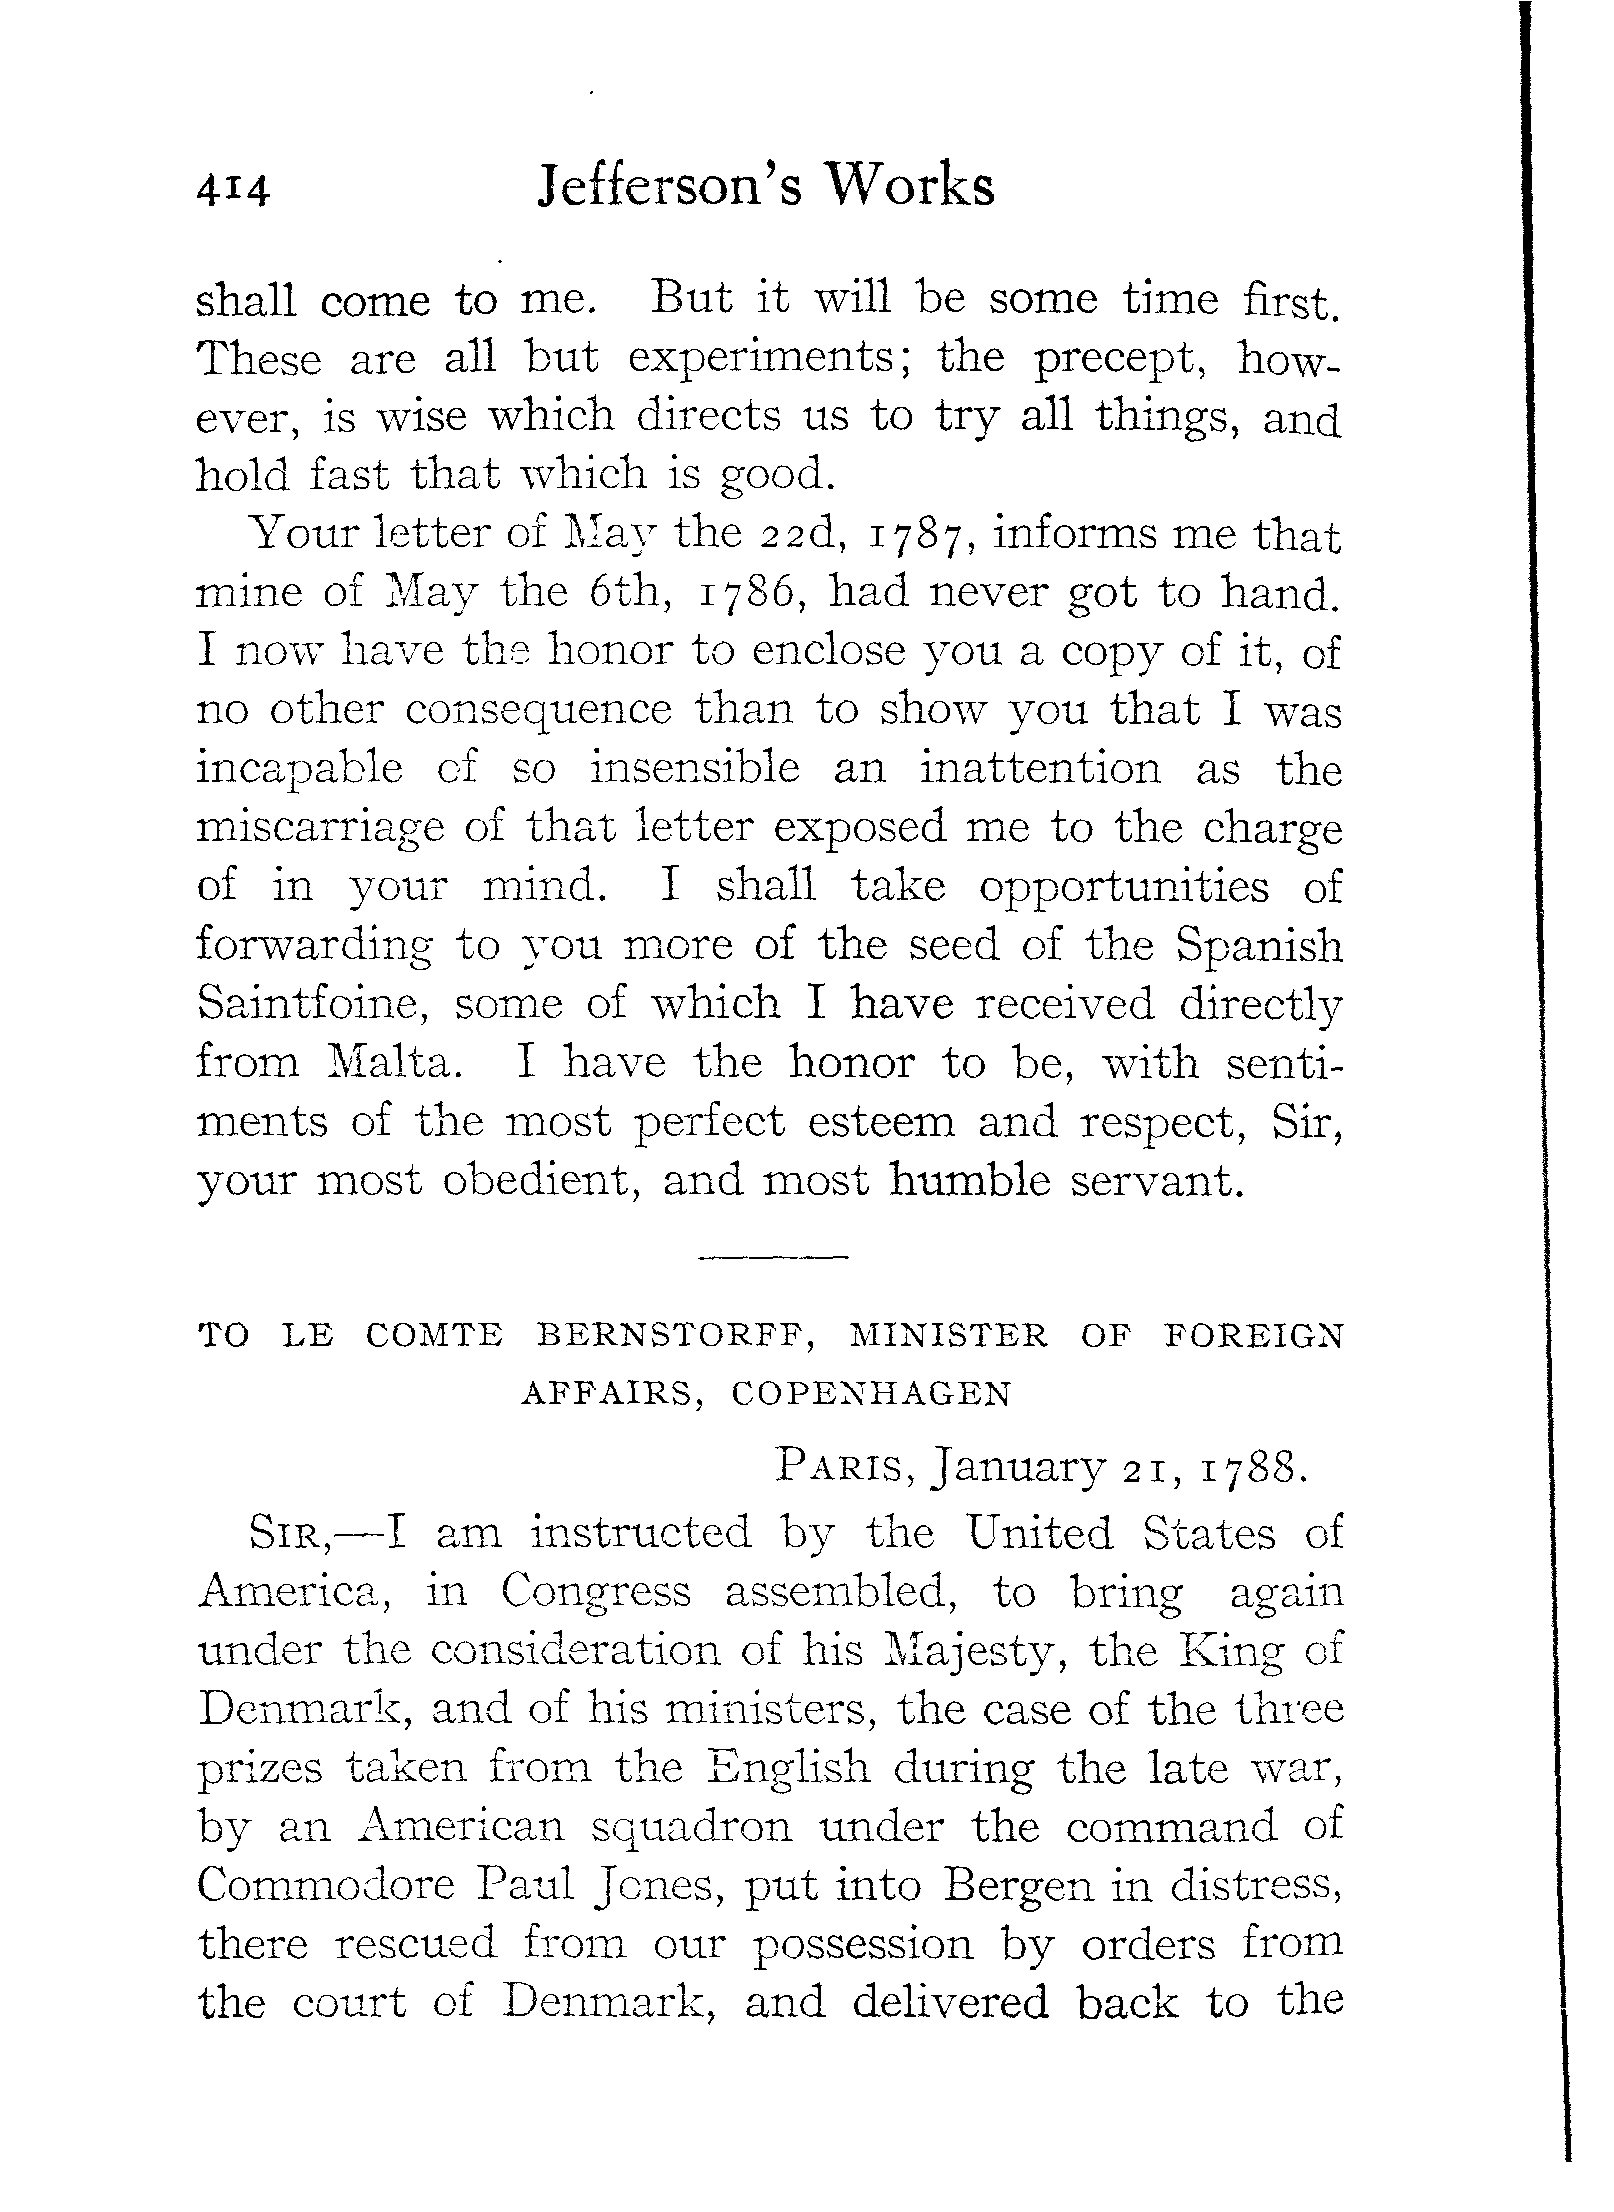 414 Jefferson's Works
shall come to me. But it will be some time first.
These are all but experiments; the precept, how-
ever, is wise which directs us to try all things, and
hold fast that which is good.
Your letter of May the 22d, 1787, informs me that
mine of May the 6th, 1786, had never got to hand.
I now have the honor to enclose you a copy of it, of
no other consequence than to show you that I was
incapable of so insensible an inattention as the
miscarriage of that letter exposed me to the charge
of in your mind. I shall take opportunities of
forwarding to you more of the seed of the Spanish
Saintfoine, some of which I have received directly
from Malta. I have the honor to be, with senti-
ments of the most perfect esteem and respect, Sir,
your most obedient, and most humble servant.
TO LE COMTE BERNSTORFF, MINISTER OF FOREIGN
AFFAIRS, COPENHAGEN
PARIS, January 21, 1788.
SIR,—I am instructed by the United States of
America, in Congress assembled, to bring again
under the consideration of his Majesty, the King of
Denmark, and of his ministers, the case of the three
prizes taken from the English during the late war,
by an American squadron under the command of
Commodore Paul Jones, put into Bergen in distress,
there rescued from our possession by orders from
the court of Denmark, and delivered back to the